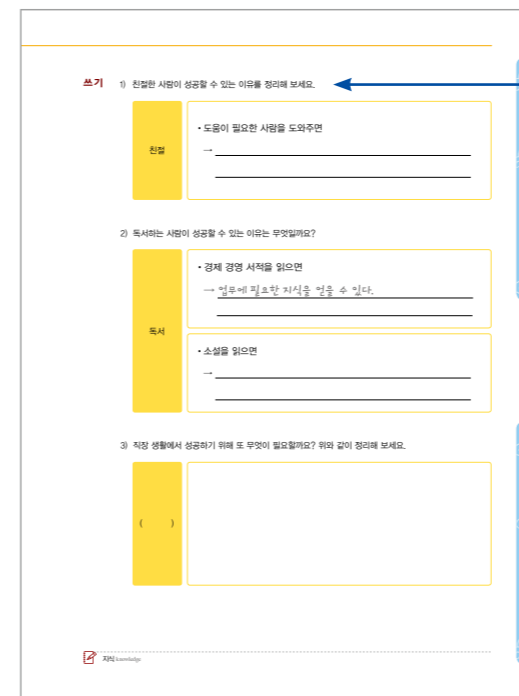 쓰기 1) 친절한 사람이 성공할 수 있는 이유를 정리해 보세요.
친절
• 도움이 필요한 사람을 도와주면
→
2) 독서하는 사람이 성공할 수 있는 이유는 무엇일까요?
독서
• 경제 경영 서적을 읽으면
→ 업무에 필요한 지식을 얻을 수 있다.
• 소설을 읽으면
→
3) 직장 생활에서 성공하기 위해 또 무엇이 필요할까요? 위와 같이 정리해 보세요.
( )
지식 knowledge